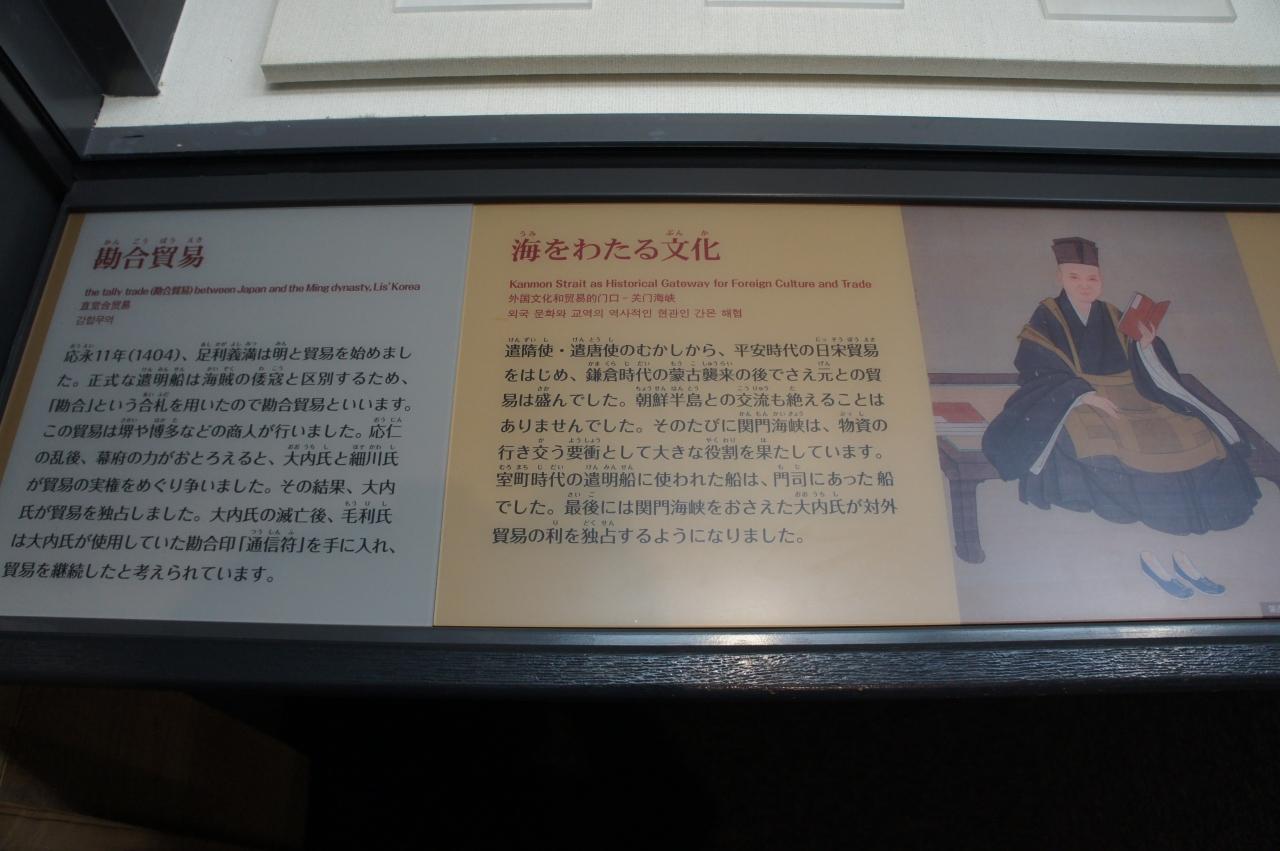 勘合貿易
the tally trade (勘合貿易) between Japan and the Ming dynasty, Lis' Korea
감합무역
応永11年(1404)、足利義満は明と貿易を始めまし
た。正式な遣明船は海賊の倭寇と区別するため、
「勘合」という合札を用いたので勘合貿易といいます。
この貿易は堺や博多などの商人が行いました。応仁
の乱後、幕府の力がおとろえると、大内氏と細川氏
が貿易の実権をめぐり争いました。その結果、大内
氏が貿易を独占しました。大内氏の滅亡後、毛利氏
は大内氏が使用していた勘合印「通信符」を手に入れ、
貿易を継続したと考えられています。
海をわたる文化
Kanmon Strait as Historical Gateway for Foreign Culture and Trade
外国文化和贸易的门口－关门海峡
외국 문화와 교역의 역사적인 현관인 간몬 해협
遣隋使・遣唐使のむかしから、平安時代の日宋貿易
をはじめ、鎌倉時代の蒙古襲来の後でさえ元との貿
易は盛んでした。朝鮮半島との交流も絶えることは
ありませんでした。そのたびに関門海峡は、物資の
行き交う要衝として大きな役割を果たしています。
室町時代の遣明船に使われた船は、門司にあった船
でした。最後には関門海峡をおさえた大内氏が対外
貿易の利を独占するようになりました。